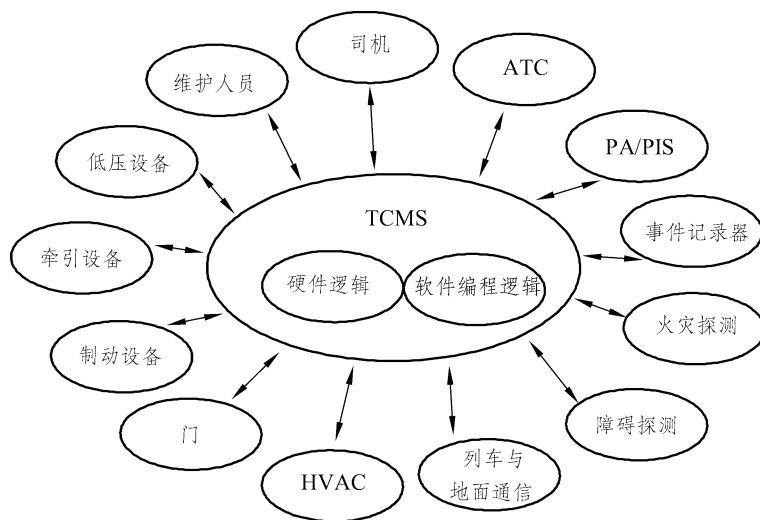 司机
ATC
维护人员
PA/PIS
低压设备
TCMS
事件记录器
牵引设备
硬件逻辑
软件编程逻辑
火灾探测
制动设备
障碍探测
门
HVAC
列车与
地面通信